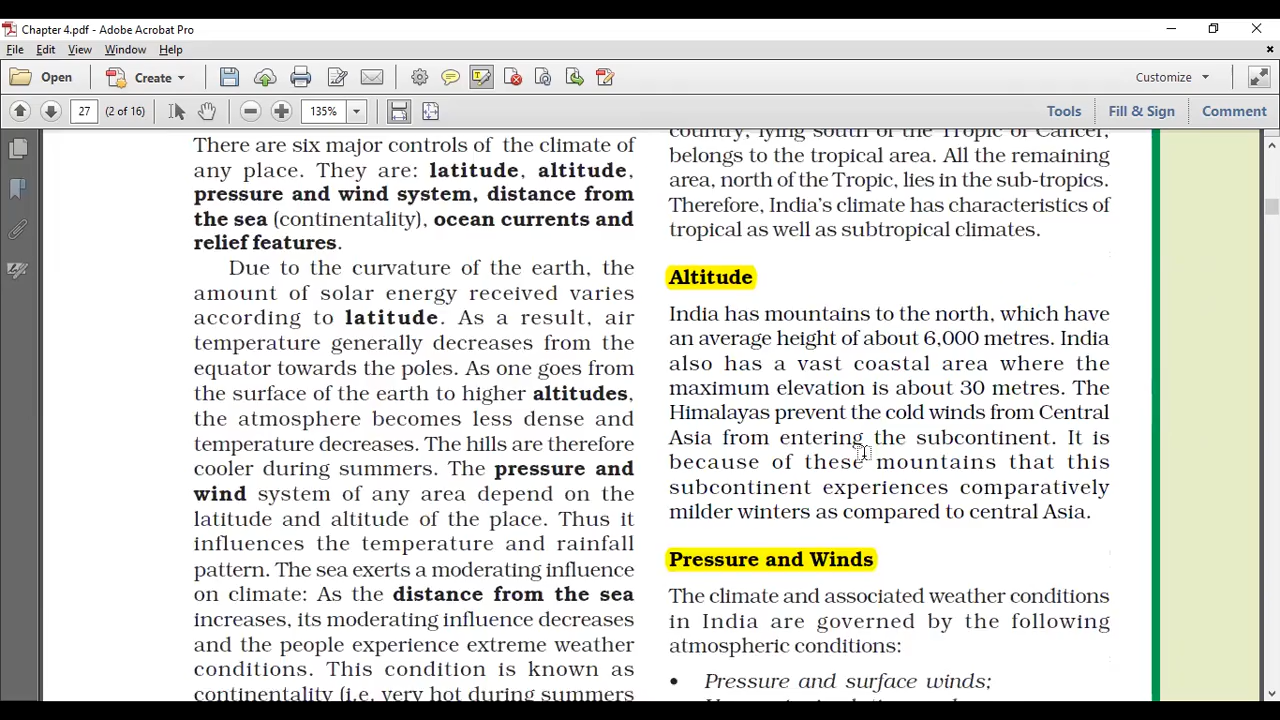 Chapter 4.pdf - Adobe Acrobat Pro
File Edit View Window Help
Open Create Customize
27 (2 of 16) 135% Tools Fill & Sign Comment
There are six major controls of the climate of
any place. They are: latitude, altitude,
pressure and wind system, distance from
the sea (continentality), ocean currents and
relief features.
Due to the curvature of the earth, the
amount of solar energy received varies
according to latitude. As a result, air
temperature generally decreases from the
equator towards the poles. As one goes from
the surface of the earth to higher altitudes,
the atmosphere becomes less dense and
temperature decreases. The hills are therefore
cooler during summers. The pressure and
wind system of any area depend on the
latitude and altitude of the place. Thus it
influences the temperature and rainfall
pattern. The sea exerts a moderating influence
on climate: As the distance from the sea
increases, its moderating influence decreases
and the people experience extreme weather
conditions. This condition is known as
continentality (i.e. very hot during summers
country, lying south of the Tropic of Cancer,
belongs to the tropical area. All the remaining
area, north of the Tropic, lies in the sub-tropics.
Therefore, India's climate has characteristics of
tropical as well as subtropical climates.
Altitude
India has mountains to the north, which have
an average height of about 6,000 metres. India
also has a vast coastal area where the
maximum elevation is about 30 metres. The
Himalayas prevent the cold winds from Central
Asia from entering the subcontinent. It is
because of these mountains that this
subcontinent experiences comparatively
milder winters as compared to central Asia.
Pressure and Winds
The climate and associated weather conditions
in India are governed by the following
atmospheric conditions:
• Pressure and surface winds;